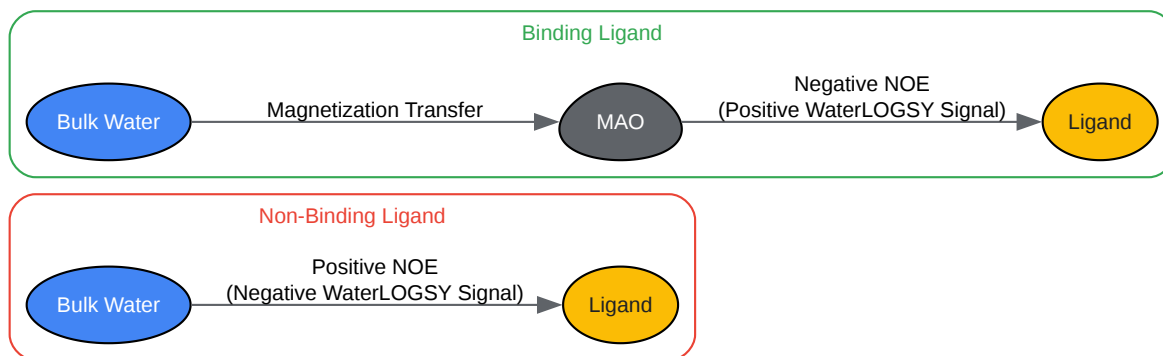 Binding Ligand
Bulk Water
Magnetization Transfer
MAO
Negative NOE
(Positive WaterLOGSY Signal)
Ligand
Non-Binding Ligand
Bulk Water
Positive NOE
(Negative WaterLOGSY Signal)
Ligand